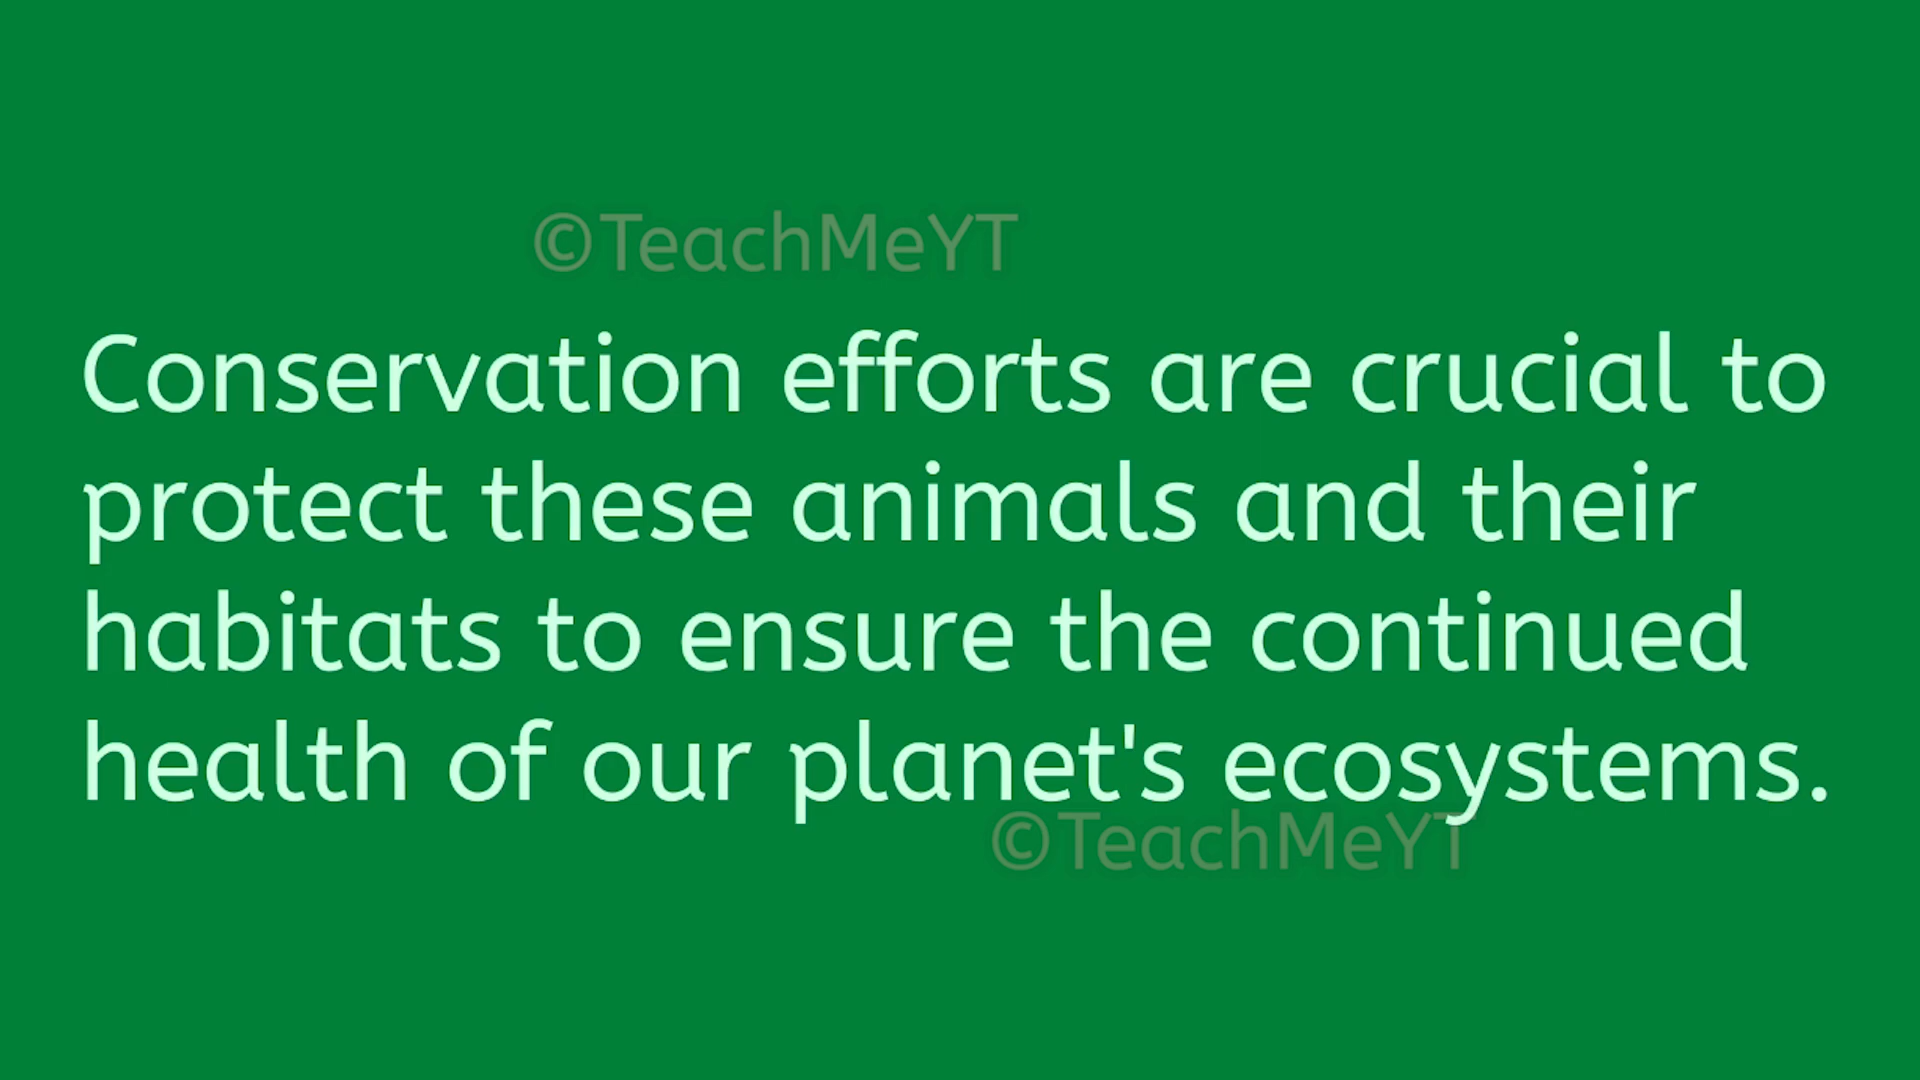 ©TeachMeYT
Conservation efforts are crucial to
protect these animals and their
habitats to ensure the continued
health of our planet's ecosystems.
©TeachMeYT